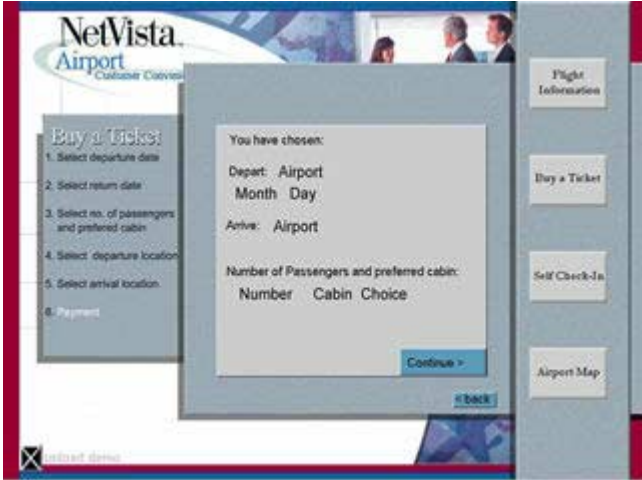 NetVista.
Airport
Customer
Buy a Ticket
1. Select departure date
2. Select return date
3. Select no. of passengers
and prefered cabin
4. Select departure location
5. Select arrival location
6. Payment
You have chosen:
Depart: Airport
Month Day
Arrive: Airport
Number of Passengers and preferred cabin:
Number Cabin Choice
Continue >
< back
Flight
Information
Buy a Ticket
Self Check-In
Airport Map
demo